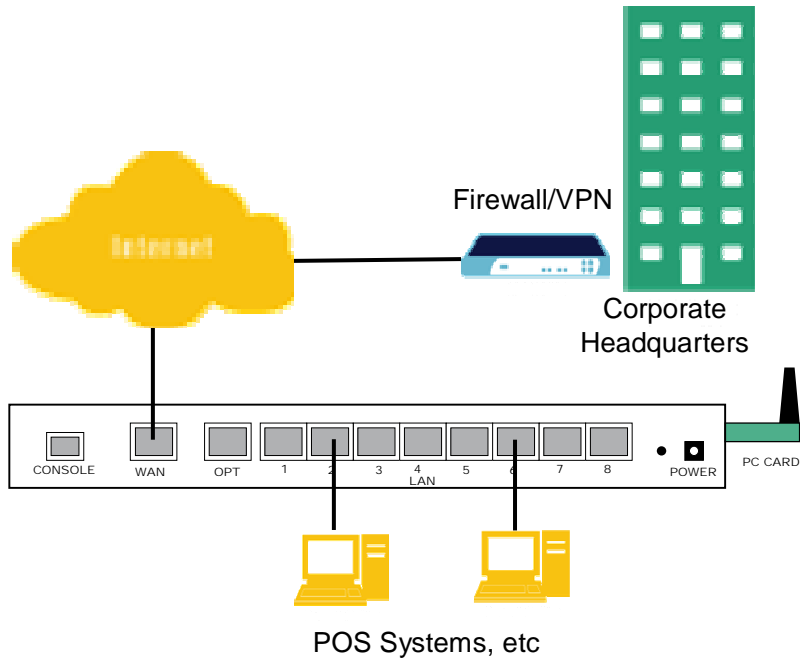 Firewall/VPN
Internet
Corporate
Headquarters
CONSOLE
WAN
OPT
1 2 3 4 5 6 7 8
LAN
POWER
PC CARD
POS Systems, etc